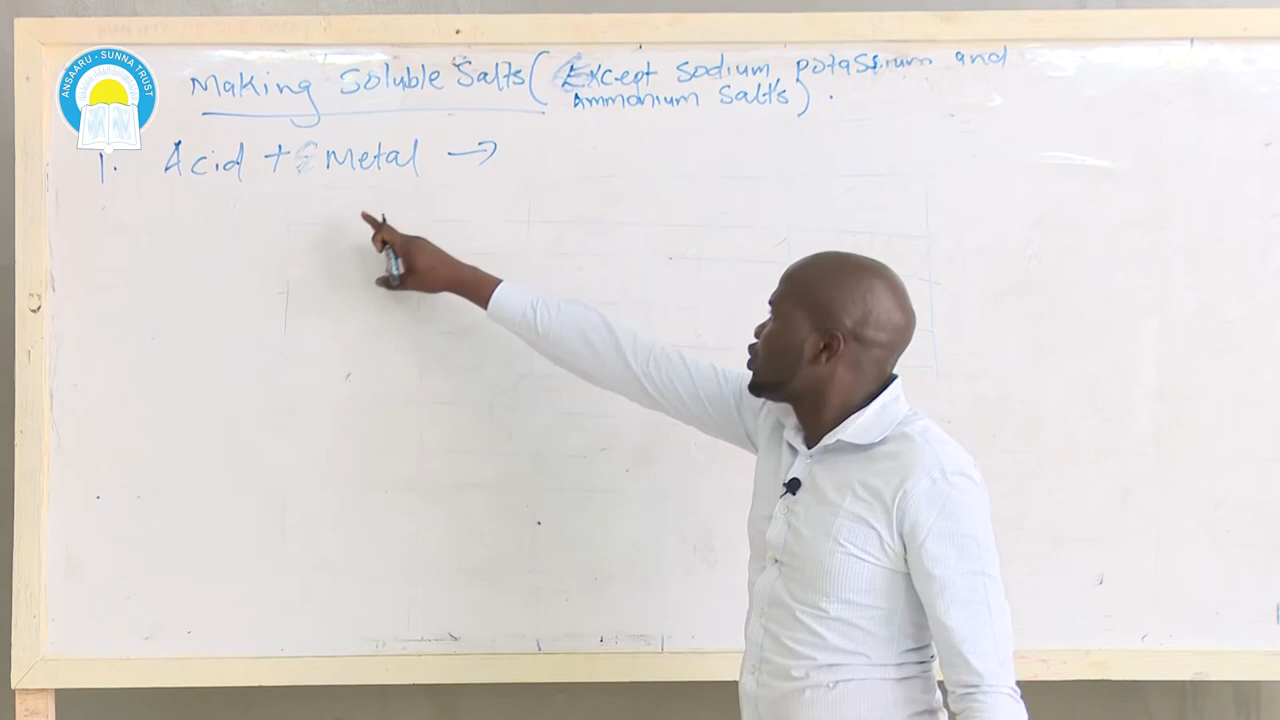 ANSAARU - SUNNA TRUST
Making Soluble Salts (Except Sodium, potassium and
Ammonium Salts).
1. Acid + Metal →